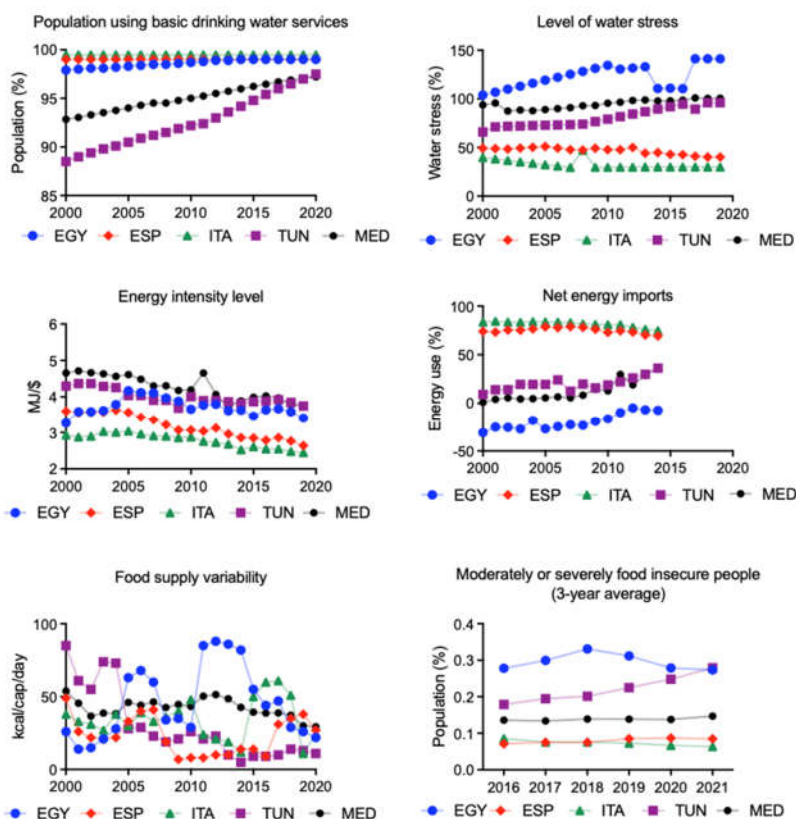 Population using basic drinking water services
100
95
90
85
Population (%)
2000 2005 2010 2015 2020
EGY ESP ITA TUN MED
Level of water stress
150
100
50
0
Water stress (%)
2000 2005 2010 2015 2020
EGY ESP ITA TUN MED
Energy intensity level
6
5
4
3
2
MJ/$
2000 2005 2010 2015 2020
EGY ESP ITA TUN MED
Net energy imports
100
50
0
-50
Energy use (%)
2000 2005 2010 2015 2020
EGY ESP ITA TUN MED
Food supply variability
100
50
0
kcal/cap/day
2000 2005 2010 2015 2020
EGY ESP ITA TUN MED
Moderately or severely food insecure people
(3-year average)
0.4
0.3
0.2
0.1
0.0
Population (%)
2016 2017 2018 2019 2020 2021
EGY ESP ITA TUN MED